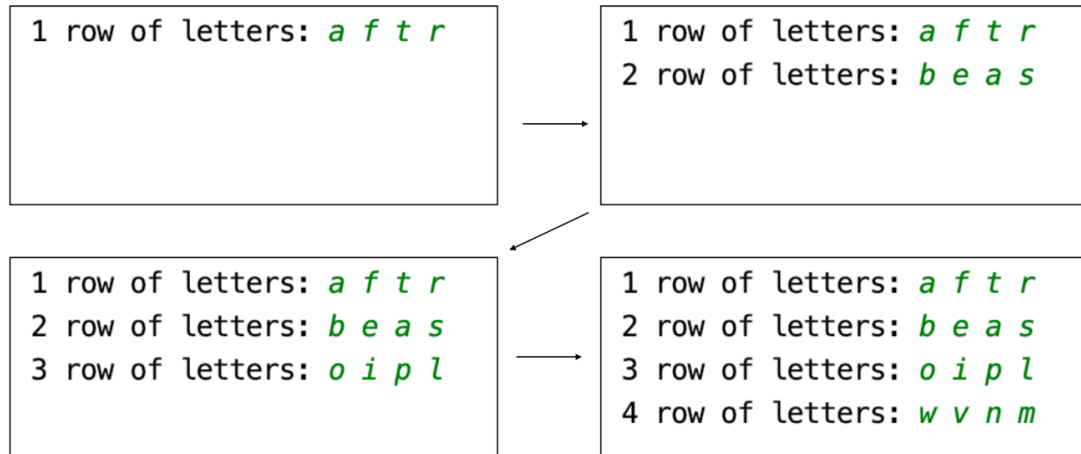 1 row of letters: a f t r
1 row of letters: a f t r
2 row of letters: b e a s
1 row of letters: a f t r
2 row of letters: b e a s
3 row of letters: o i p l
1 row of letters: a f t r
2 row of letters: b e a s
3 row of letters: o i p l
4 row of letters: w v n m